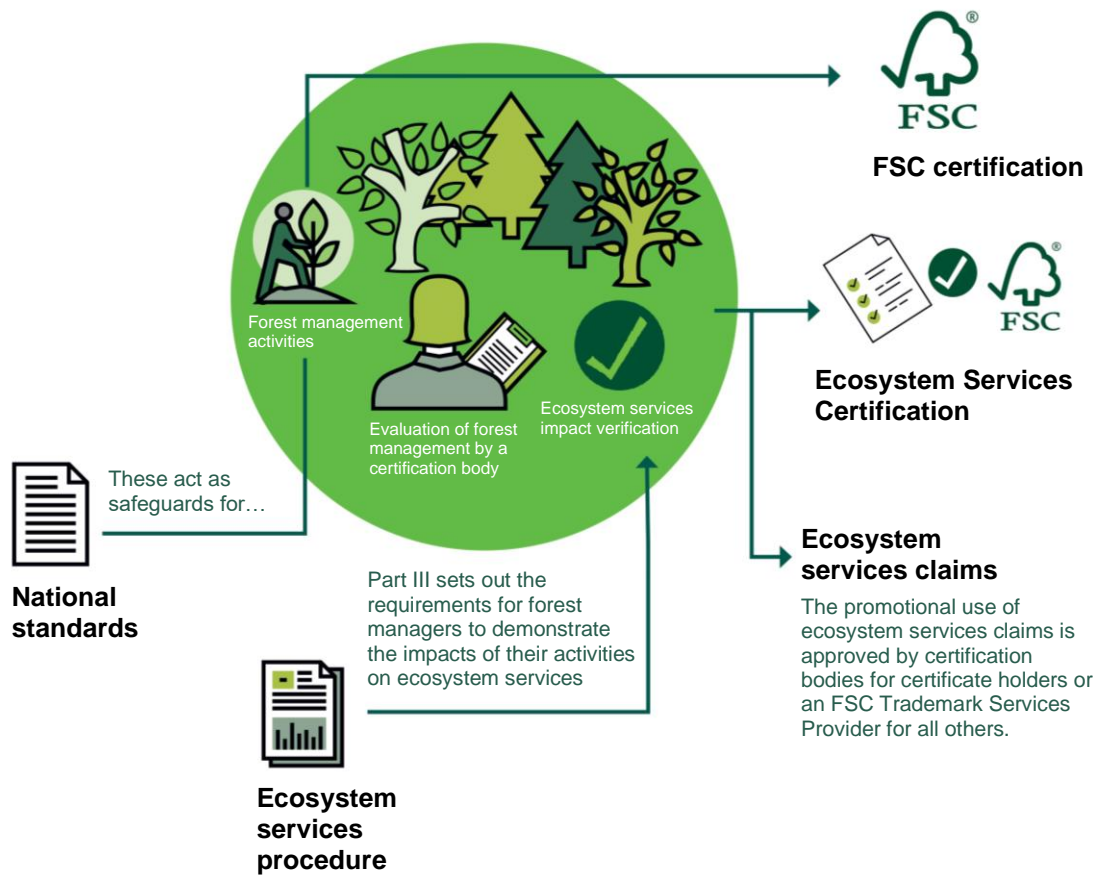 FSC
®
FSC certification
Forest management
activities
Evaluation of forest
management by a
certification body
Ecosystem services
impact verification
®
FSC
Ecosystem Services
Certification
These act as
safeguards for…
National
standards
Part III sets out the
requirements for forest
managers to demonstrate
the impacts of their activities
on ecosystem services
Ecosystem
services claims
The promotional use of
ecosystem services claims is
approved by certification
bodies for certificate holders or
an FSC Trademark Services
Provider for all others.
Ecosystem
services
procedure